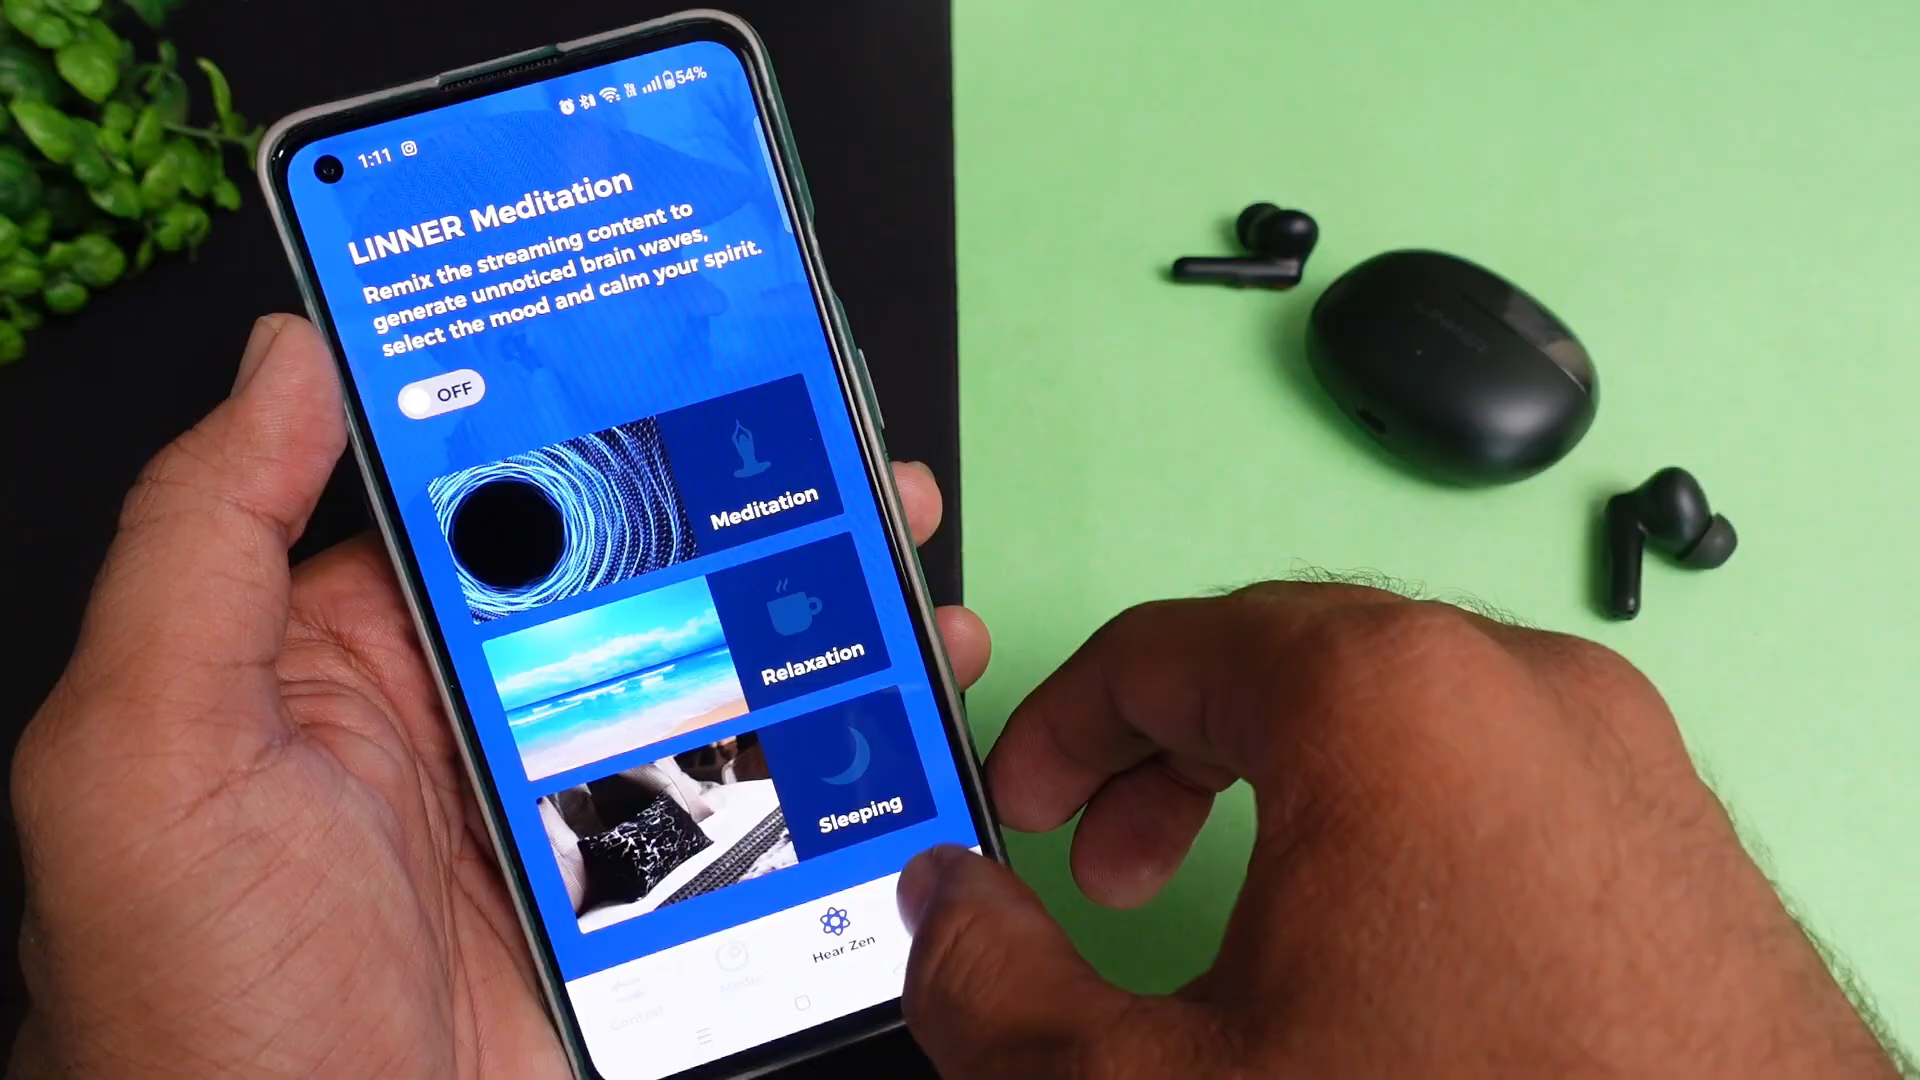 1:11
54%
LINNER Meditation
Remix the streaming content to
generate unnoticed brain waves,
select the mood and calm your spirit.
OFF
Meditation
Relaxation
Sleeping
Hear Zen
Control